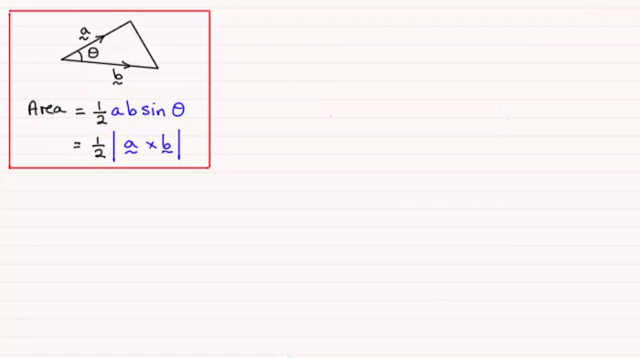 a
θ
b
Area = 1/2 a b sin θ
= 1/2 | a × b |